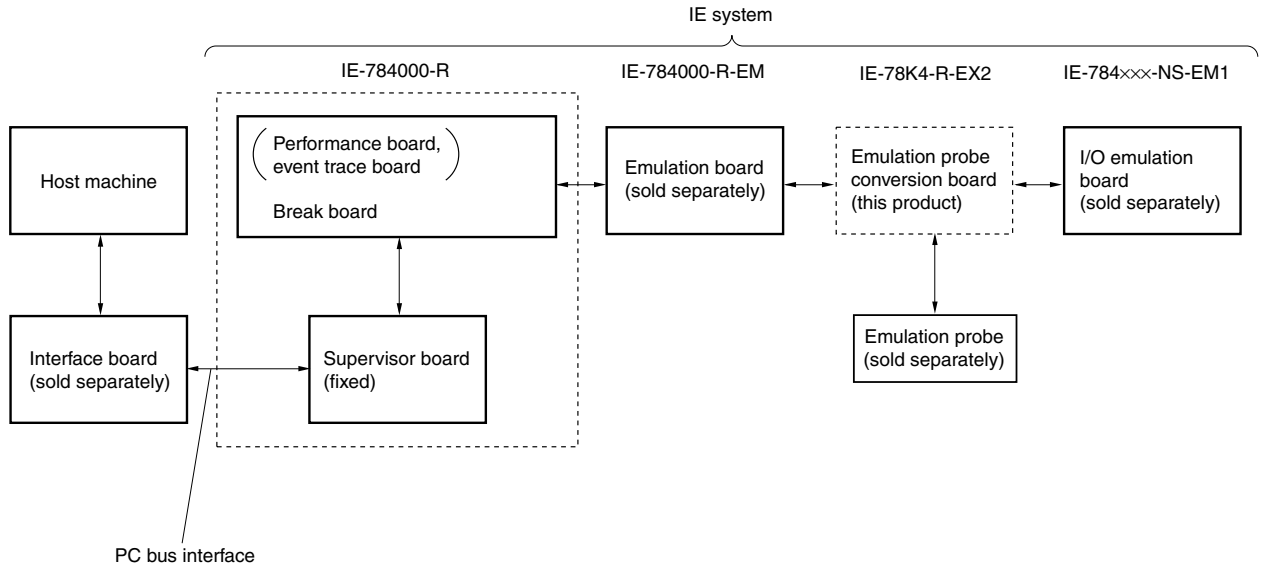 IE system
IE-784000-R
IE-784000-R-EM
IE-78K4-R-EX2
IE-784×××-NS-EM1
Host machine
Performance board,
event trace board
Break board
Emulation board
(sold separately)
Emulation probe
conversion board
(this product)
I/O emulation
board
(sold separately)
Interface board
(sold separately)
Supervisor board
(fixed)
Emulation probe
(sold separately)
PC bus interface